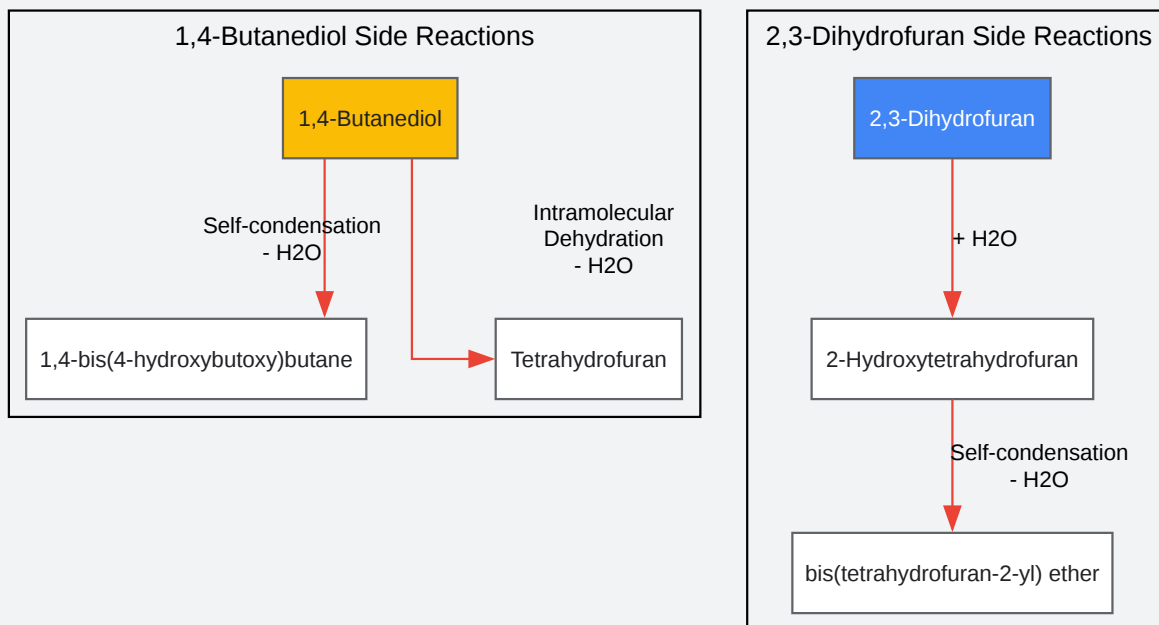 1,4-Butanediol Side Reactions
1,4-Butanediol
Self-condensation
- H2O
Intramolecular
Dehydration
- H2O
1,4-bis(4-hydroxybutoxy)butane
Tetrahydrofuran
2,3-Dihydrofuran Side Reactions
2,3-Dihydrofuran
+ H2O
2-Hydroxytetrahydrofuran
Self-condensation
- H2O
bis(tetrahydrofuran-2-yl) ether